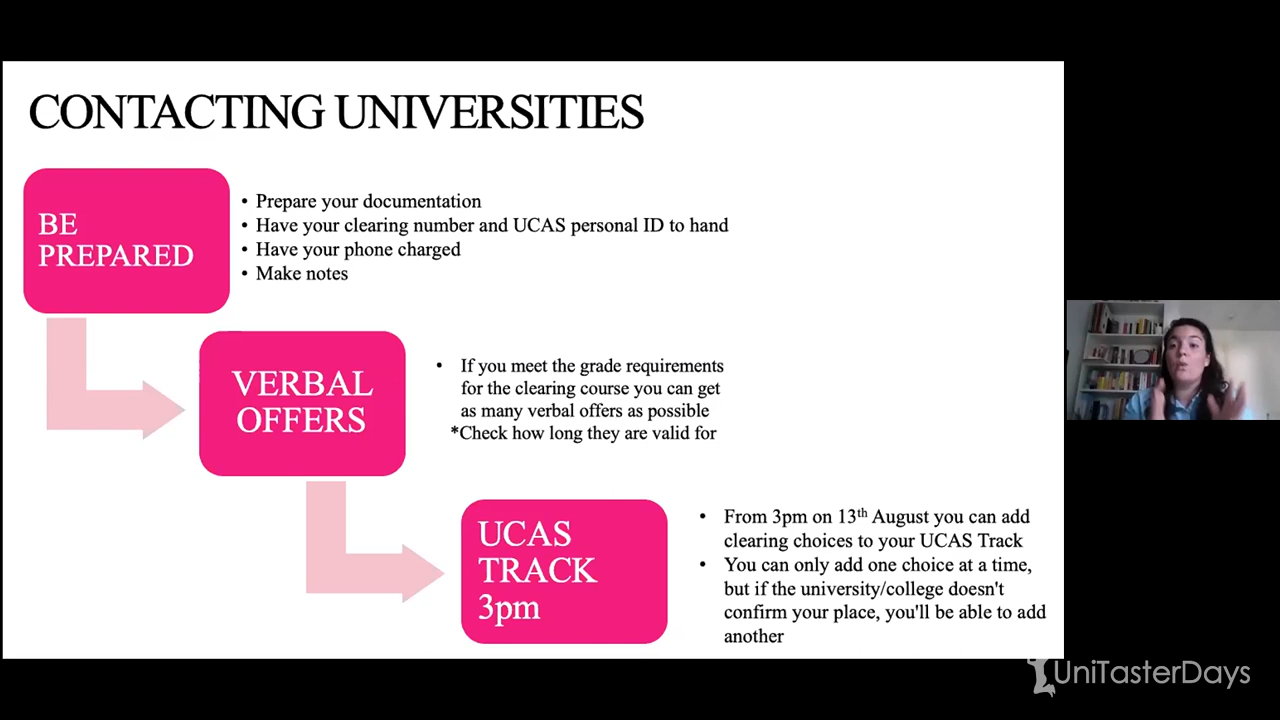 CONTACTING UNIVERSITIES
BE
PREPARED
• Prepare your documentation
• Have your clearing number and UCAS personal ID to hand
• Have your phone charged
• Make notes
VERBAL
OFFERS
• If you meet the grade requirements
for the clearing course you can get
as many verbal offers as possible
*Check how long they are valid for
UCAS
TRACK
3pm
• From 3pm on 13th August you can add
clearing choices to your UCAS Track
• You can only add one choice at a time,
but if the university/college doesn't
confirm your place, you'll be able to add
another
UniTasterDays